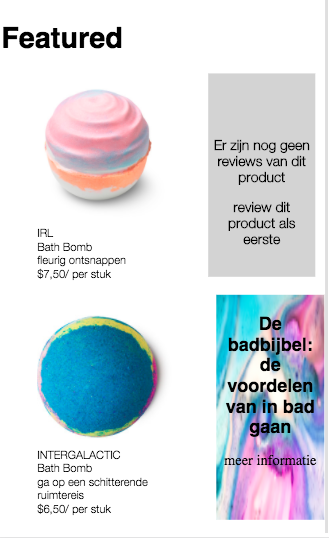 Featured
Er zijn nog geen
reviews van dit
product
review dit
product als
eerste
IRL
Bath Bomb
fleurig ontsnappen
$7,50/ per stuk
De
badbijbel:
de
voordelen
van in bad
gaan
meer informatie
INTERGALACTIC
Bath Bomb
ga op een schitterende
ruimtereis
$6,50/ per stuk